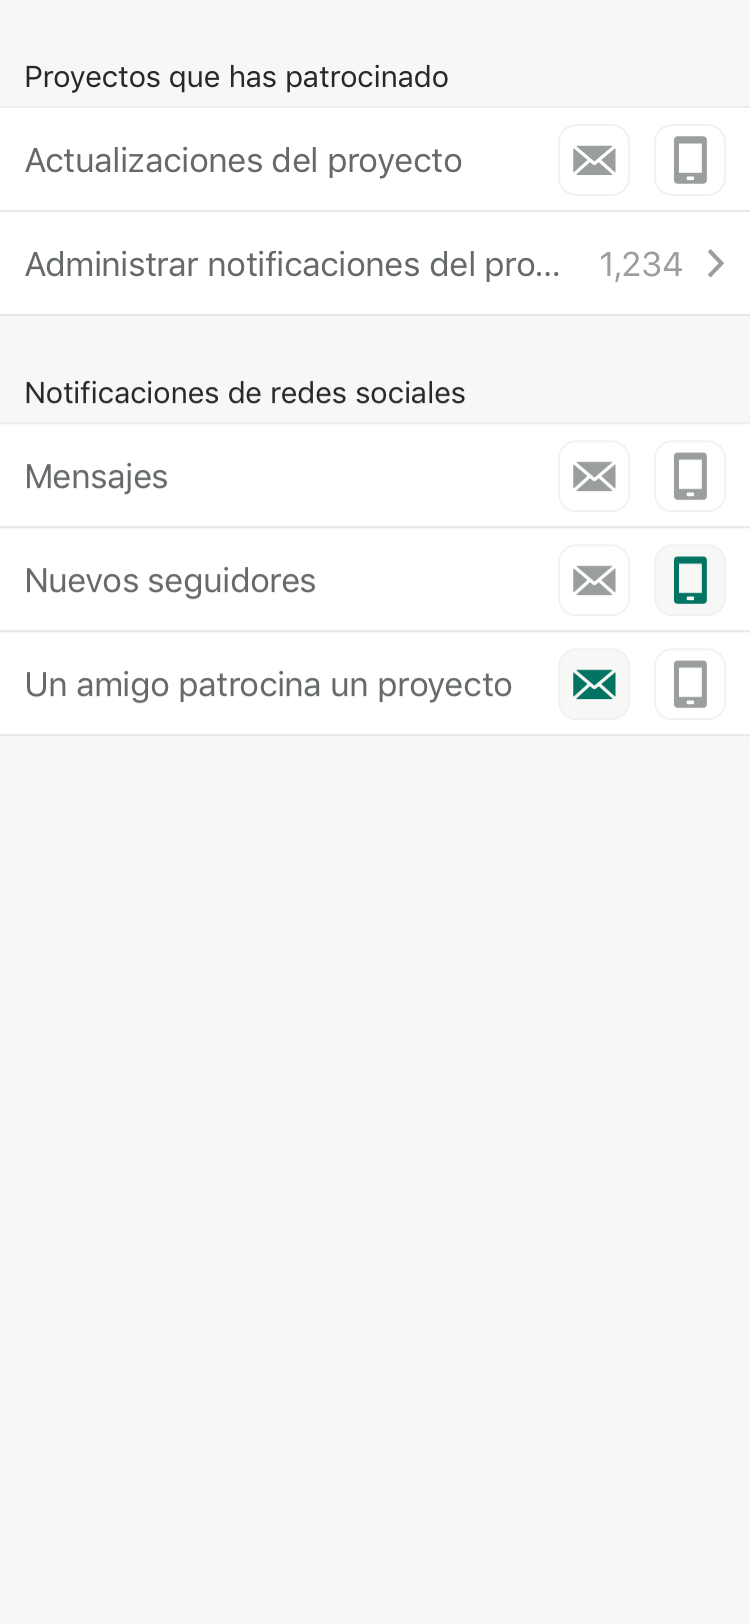 Proyectos que has patrocinado
Actualizaciones del proyecto
Administrar notificaciones del pro... 1,234
Notificaciones de redes sociales
Mensajes
Nuevos seguidores
Un amigo patrocina un proyecto